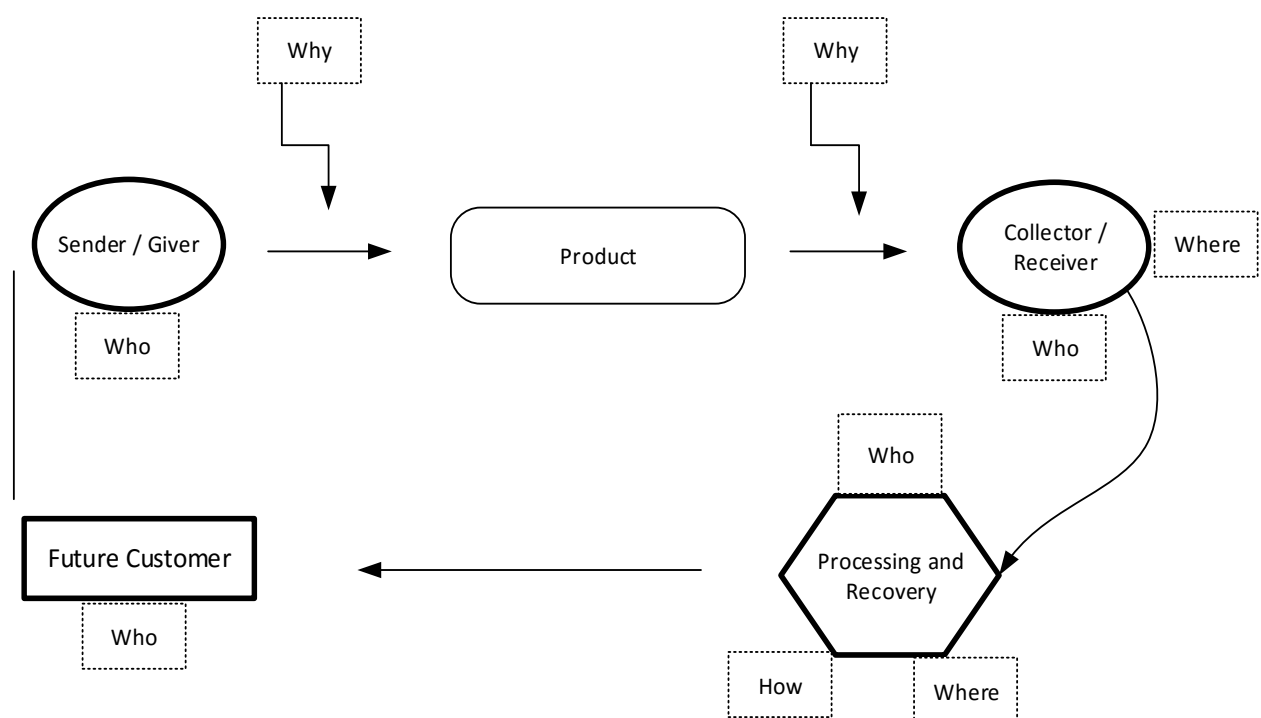 Why
Why
Sender / Giver
Product
Collector /
Receiver
Where
Who
Who
Who
Future Customer
Processing and
Recovery
Who
How
Where